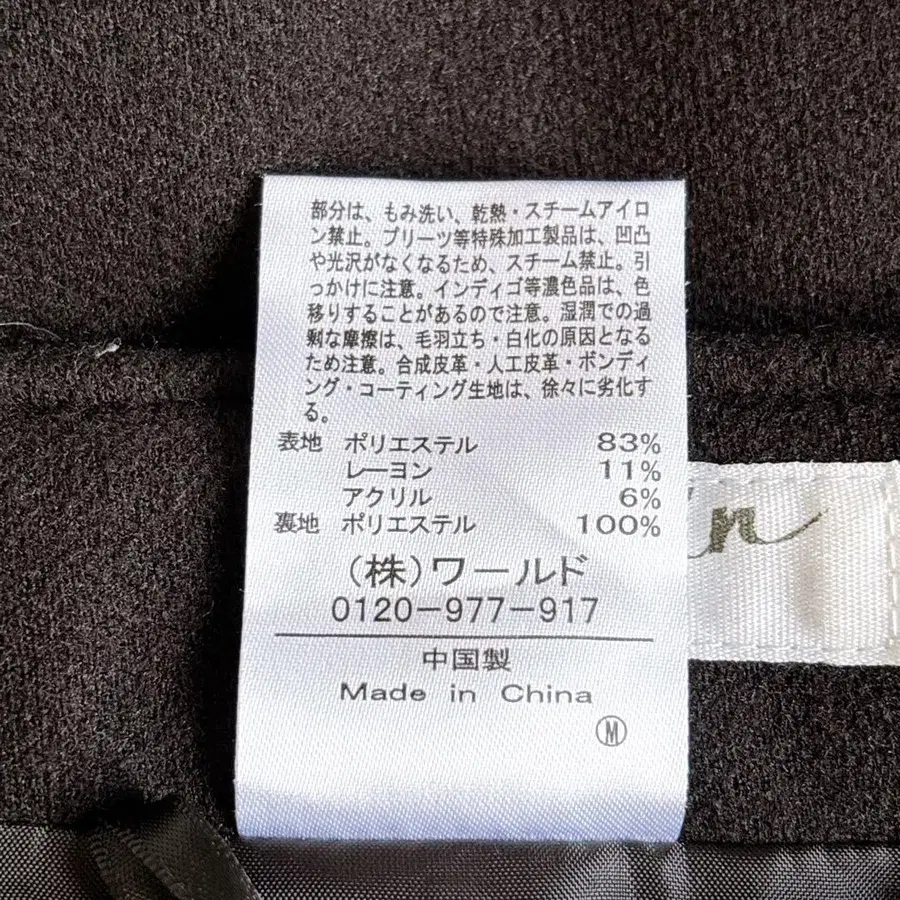 部分は、もみ洗い、乾熱・スチームアイロ
ン禁止。プリーツ等特殊加工製品は、凹凸
や光沢がなくなるため、スチーム禁止。引
っかけに注意。インディゴ等濃色品は、色
移りすることがあるので注意。湿潤での過
剰な摩擦は、毛羽立ち・白化の原因となる
ため注意。合成皮革・人工皮革・ボンディ
ング・コーティング生地は、徐々に劣化す
る。
表地 ポリエステル 83%
レーヨン 11%
アクリル 6%
裏地 ポリエステル 100%
(株)ワールド
0120-977-917
中国製
Made in China
Ⓜ